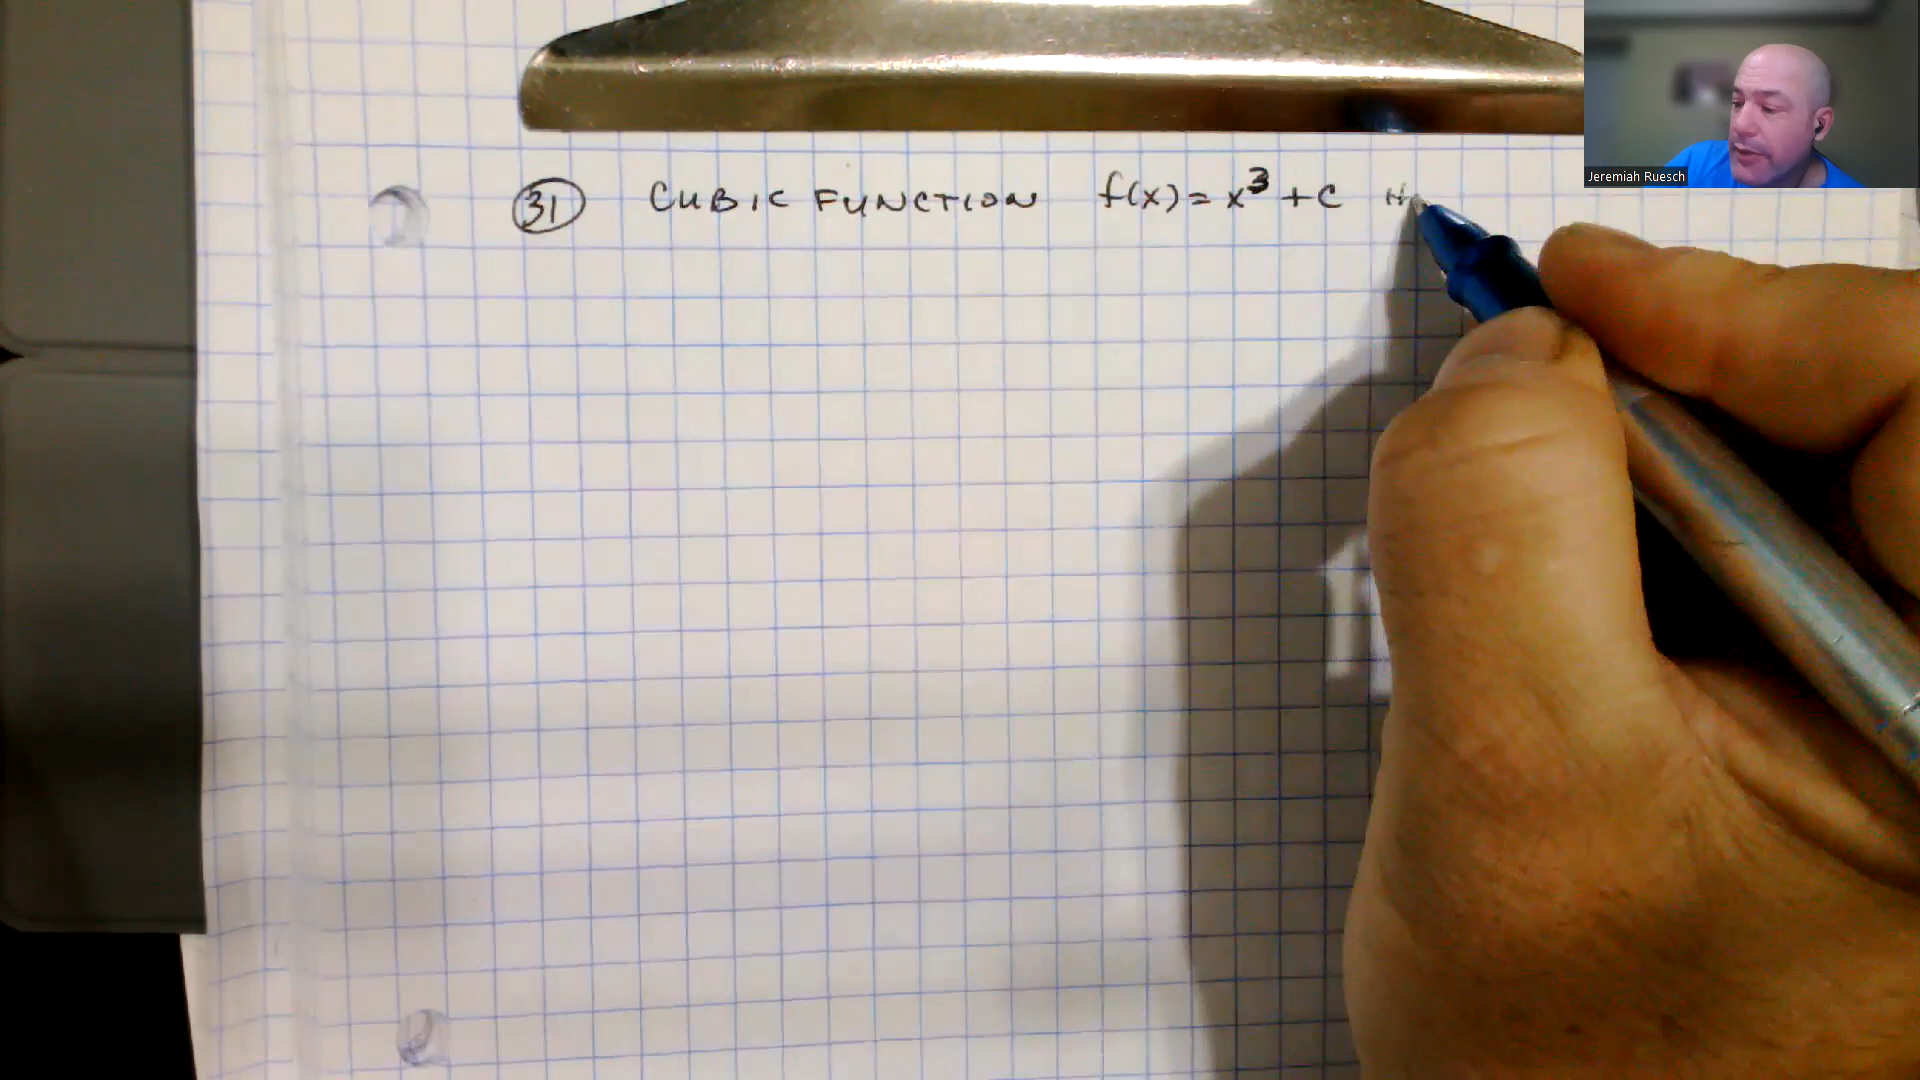 31 CUBIC FUNCTION f(x) = x³ + C
Jeremiah Ruesch